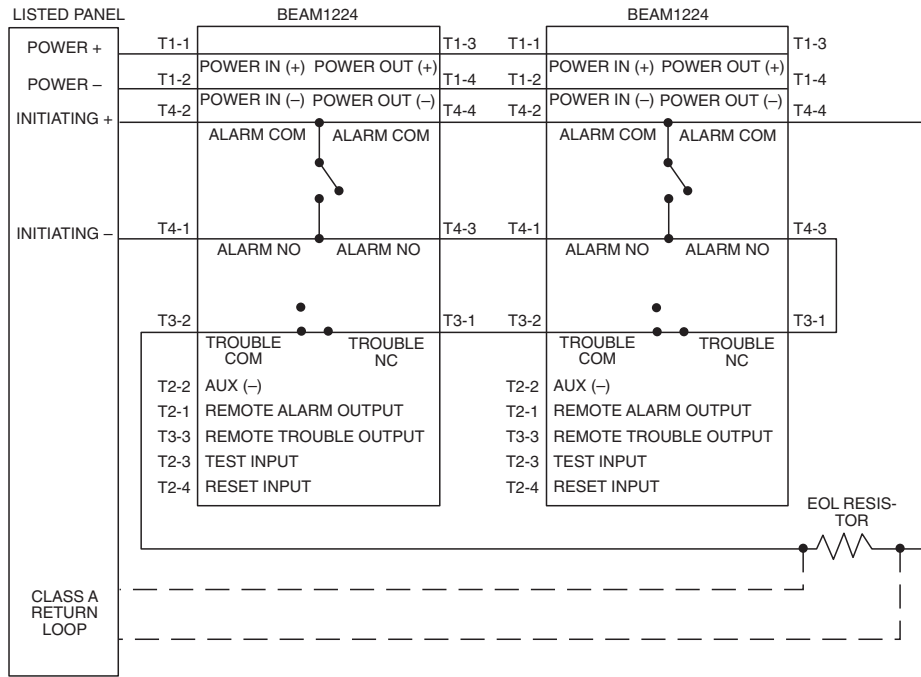 LISTED PANEL
BEAM1224
BEAM1224
POWER +
T1-1
T1-3
T1-1
T1-3
POWER IN (+) POWER OUT (+)
POWER IN (+) POWER OUT (+)
POWER –
T1-2
T1-4
T1-2
T1-4
POWER IN (–) POWER OUT (–)
POWER IN (–) POWER OUT (–)
INITIATING +
T4-2
T4-4
T4-2
T4-4
ALARM COM
ALARM COM
ALARM COM
ALARM COM
INITIATING –
T4-1
T4-3
T4-1
T4-3
ALARM NO
ALARM NO
ALARM NO
ALARM NO
T3-2
T3-1
T3-2
T3-1
TROUBLE
COM
TROUBLE
NC
TROUBLE
COM
TROUBLE
NC
T2-2 AUX (–)
T2-1 REMOTE ALARM OUTPUT
T3-3 REMOTE TROUBLE OUTPUT
T2-3 TEST INPUT
T2-4 RESET INPUT
T2-2 AUX (–)
T2-1 REMOTE ALARM OUTPUT
T3-3 REMOTE TROUBLE OUTPUT
T2-3 TEST INPUT
T2-4 RESET INPUT
EOL RESIS-
TOR
CLASS A
RETURN
LOOP